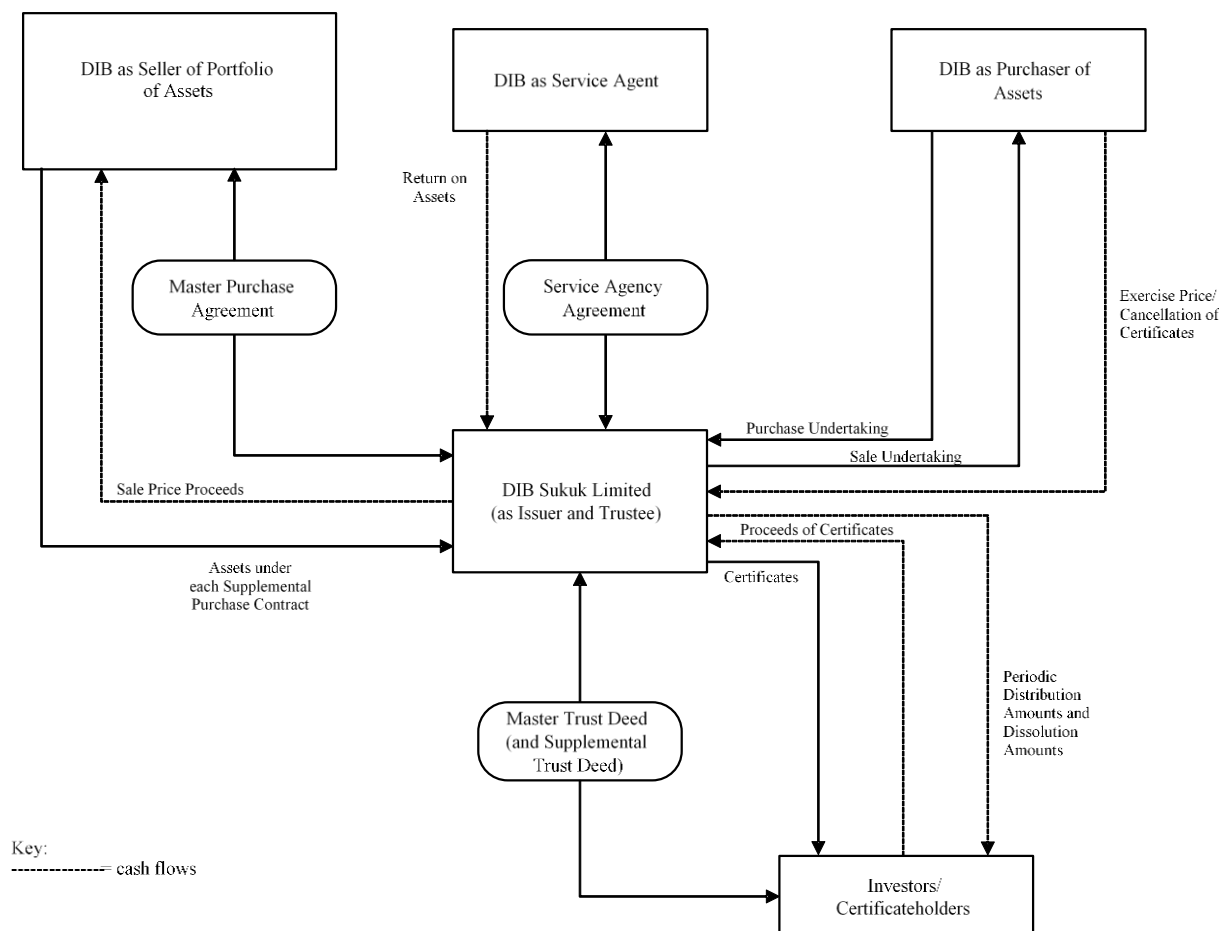 DIB as Seller of Portfolio
of Assets
DIB as Service Agent
DIB as Purchaser of
Assets
Return on
Assets
Master Purchase
Agreement
Service Agency
Agreement
Exercise Price/
Cancellation of
Certificates
Purchase Undertaking
Sale Undertaking
Sale Price Proceeds
DIB Sukuk Limited
(as Issuer and Trustee)
Proceeds of Certificates
Certificates
Assets under
each Supplemental
Purchase Contract
Periodic
Distribution
Amounts and
Dissolution
Amounts
Master Trust Deed
(and Supplemental
Trust Deed)
Key:
= cash flows
Investors/
Certificateholders